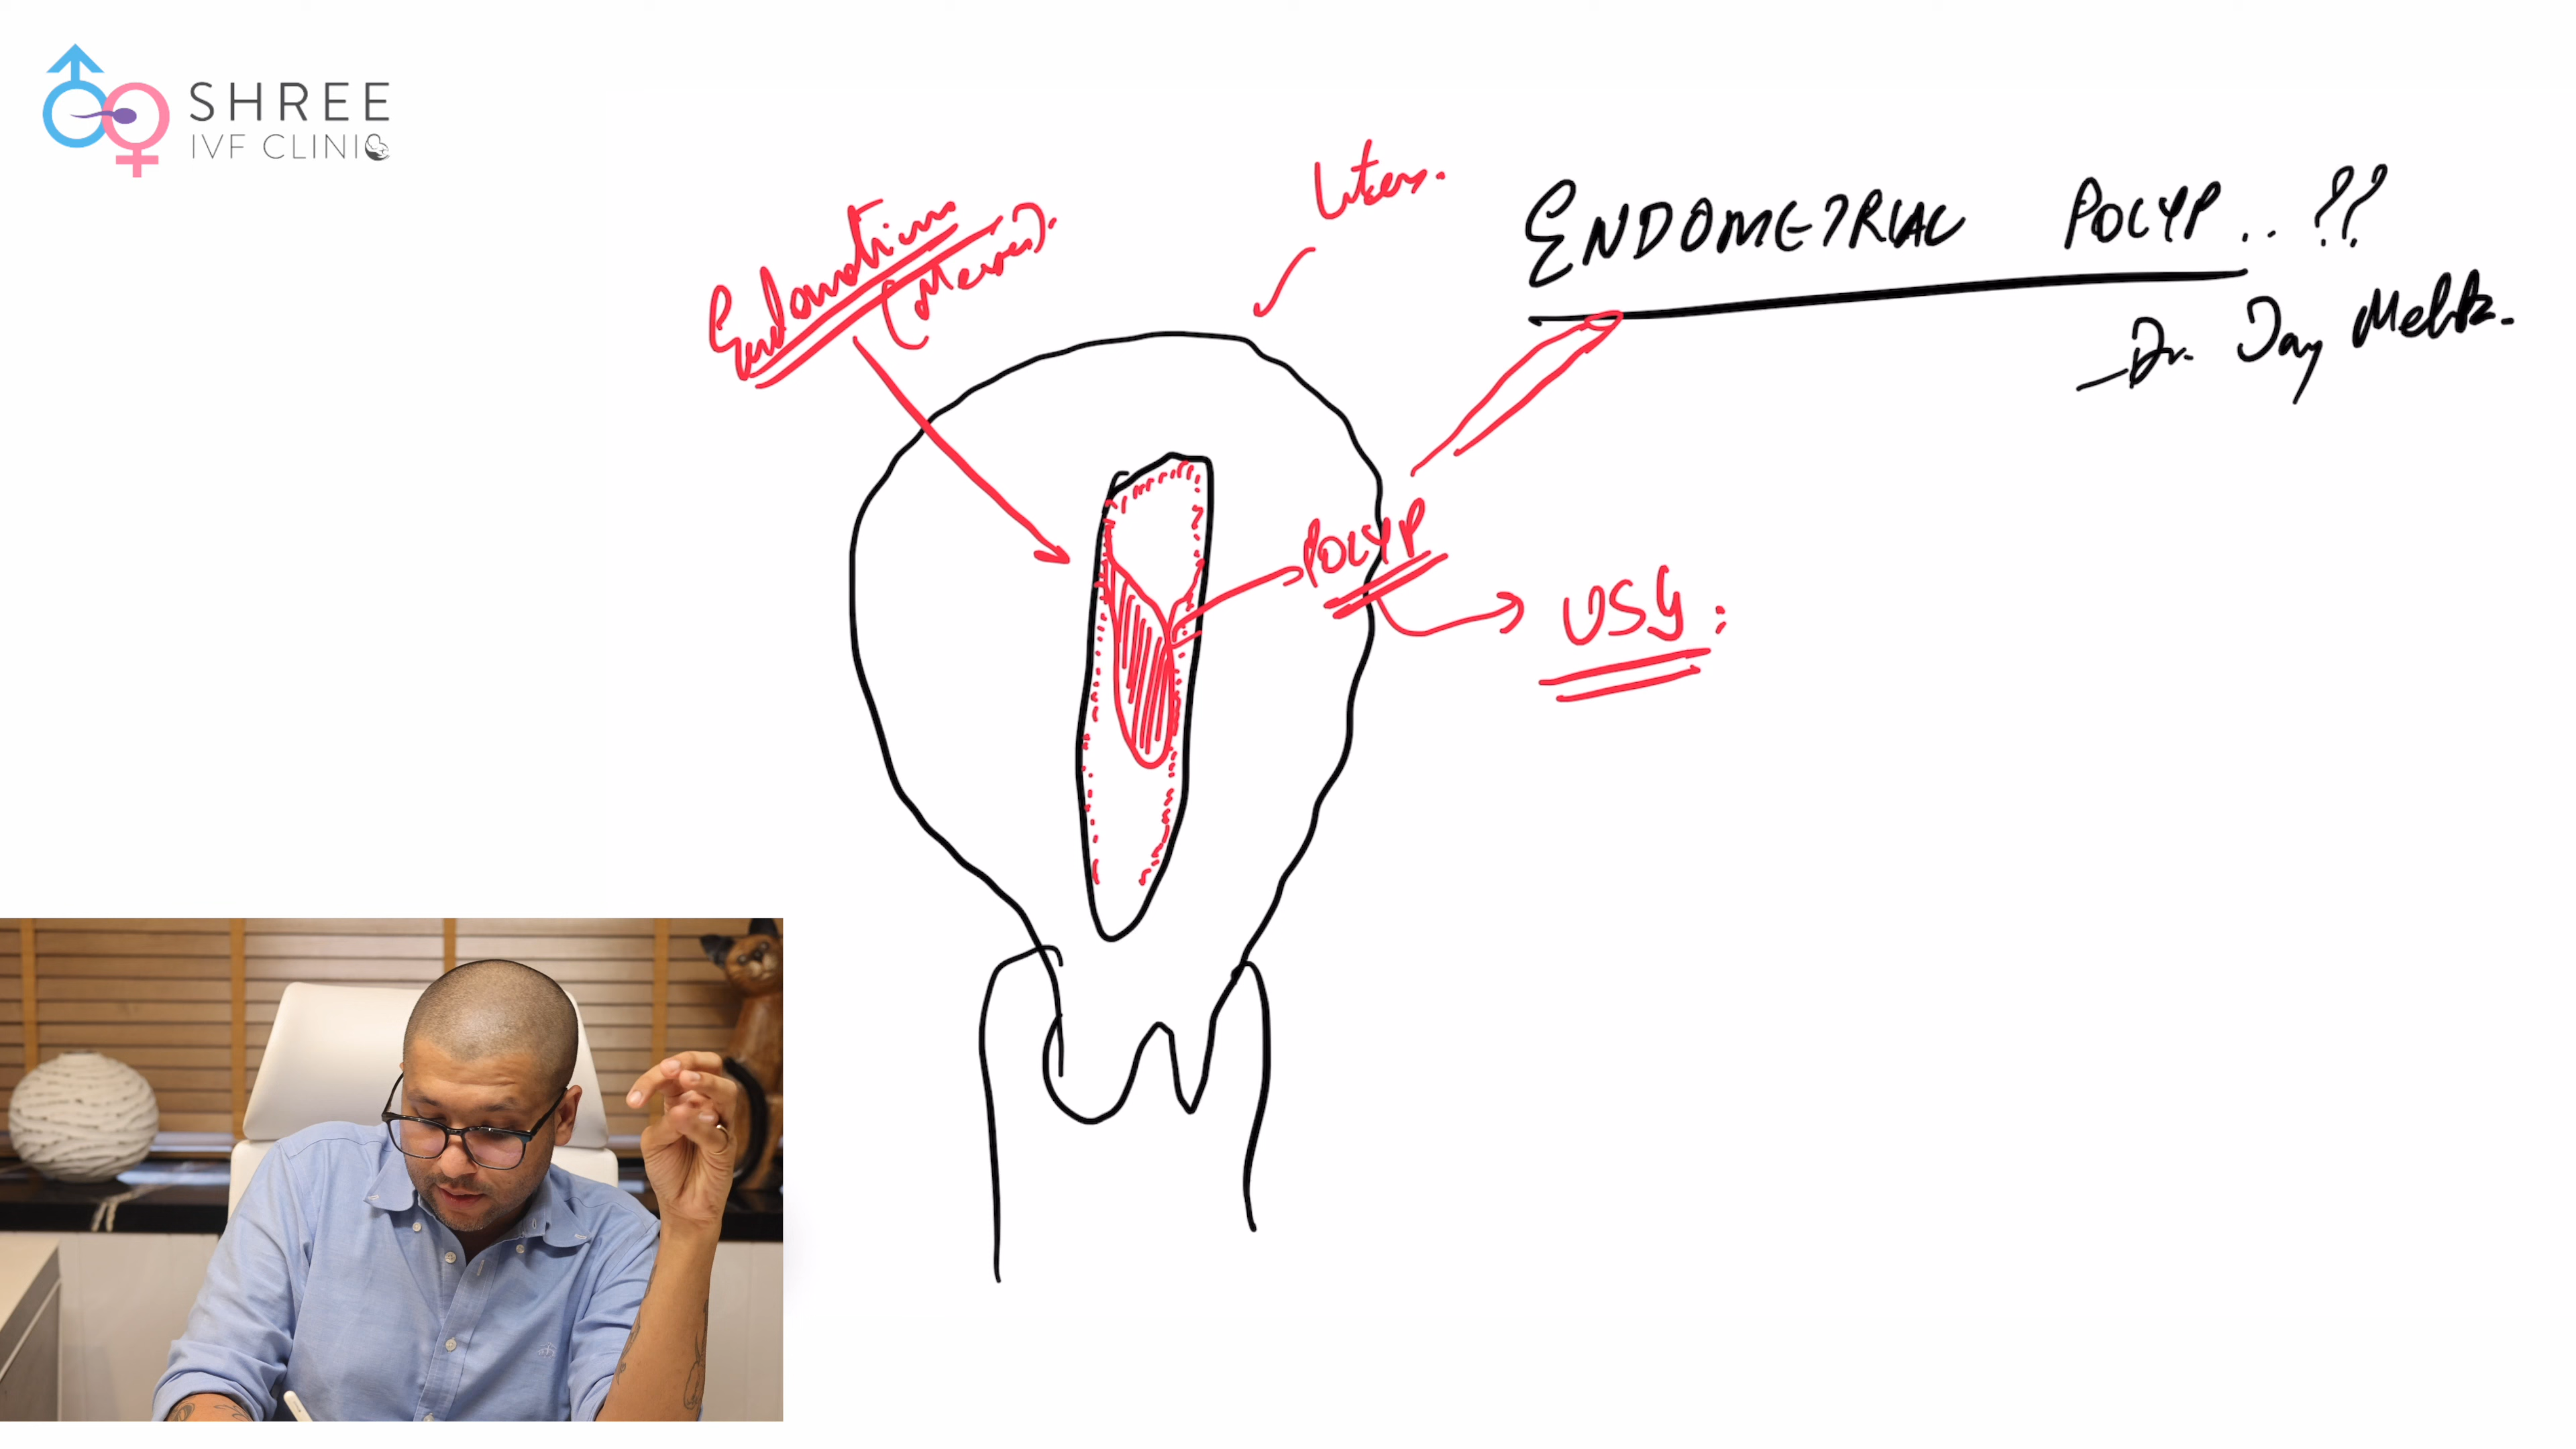 SHREE
IVF CLINIC
Uterus.
ENDOMETRIAL POLYP..??
Endometrium
- Dr. Jay Mehta.
POLYP
USG: